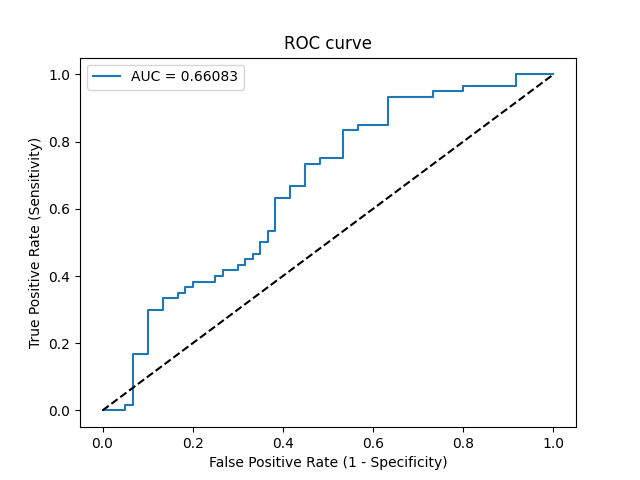 ROC curve
AUC = 0.66083
True Positive Rate (Sensitivity)
1.0
0.8
0.6
0.4
0.2
0.0
0.0 0.2 0.4 0.6 0.8 1.0
False Positive Rate (1 - Specificity)